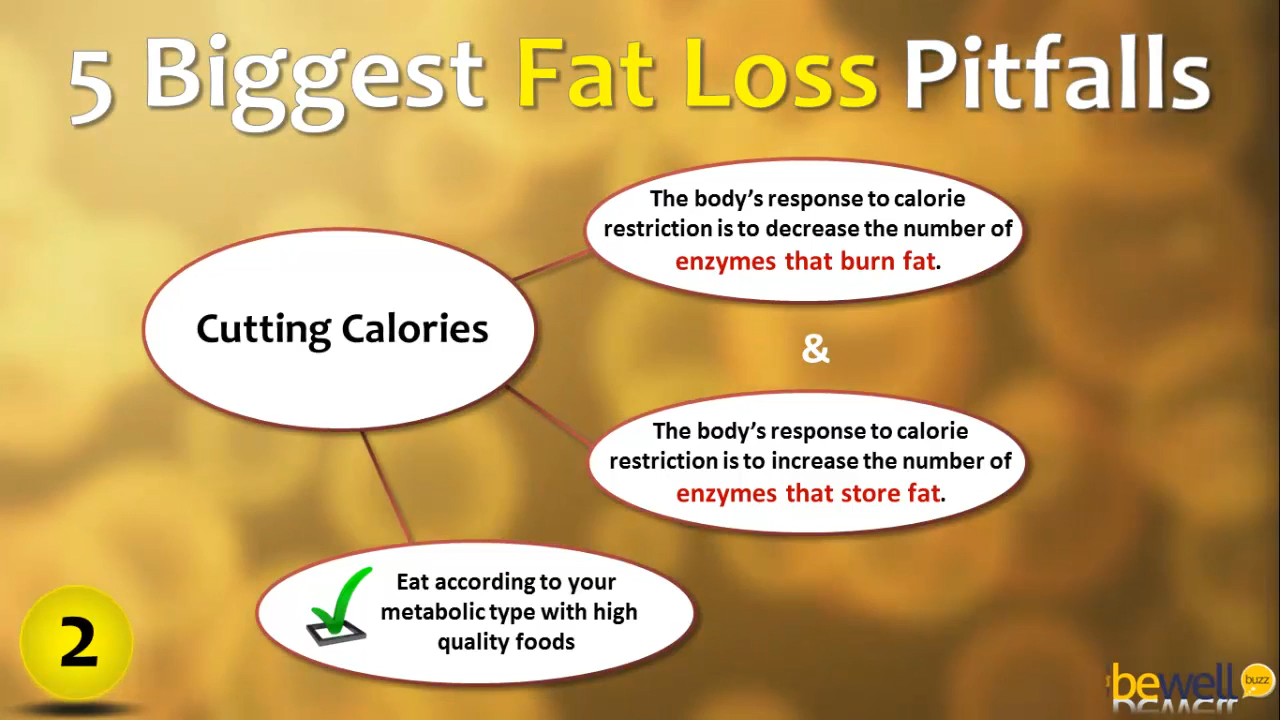 5 Biggest Fat Loss Pitfalls
The body's response to calorie
restriction is to decrease the number of
enzymes that burn fat.
Cutting Calories
&
The body's response to calorie
restriction is to increase the number of
enzymes that store fat.
Eat according to your
metabolic type with high
quality foods
2
bewell
buzz